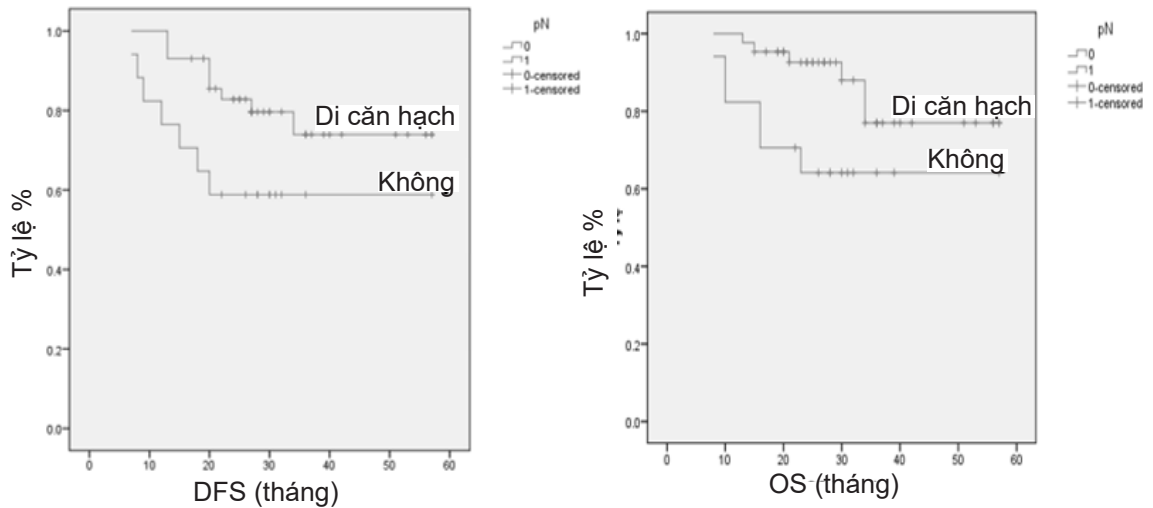 pN
0
1
0-censored
1-censored
1.0
0.8
0.6
0.4
0.2
0.0
Tỷ lệ %
Di căn hạch
Không
0
10
20
30
40
50
60
DFS (tháng)
pN
0
1
0-censored
1-censored
1.0
0.8
0.6
0.4
0.2
0.0
Tỷ lệ %
Di căn hạch
Không
0
10
20
30
40
50
60
OS (tháng)